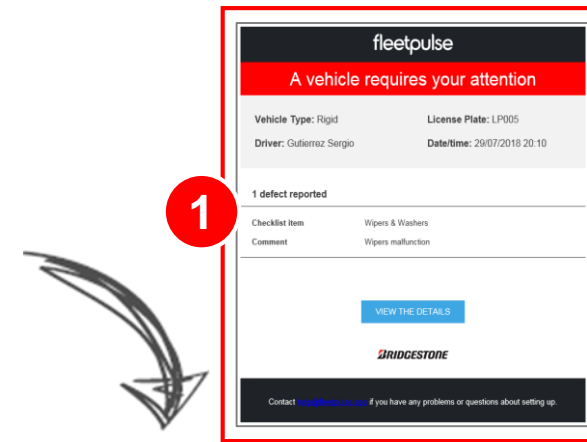 fleetpulse
A vehicle requires your attention
Vehicle Type: Rigid License Plate: LP005
Driver: Gutierrez Sergio Date/time: 29/07/2018 20:10
1 defect reported
1
Checklist item Wipers & Washers
Comment Wipers malfunction
VIEW THE DETAILS
BRIDGESTONE
Contact if you have any problems or questions about setting up.